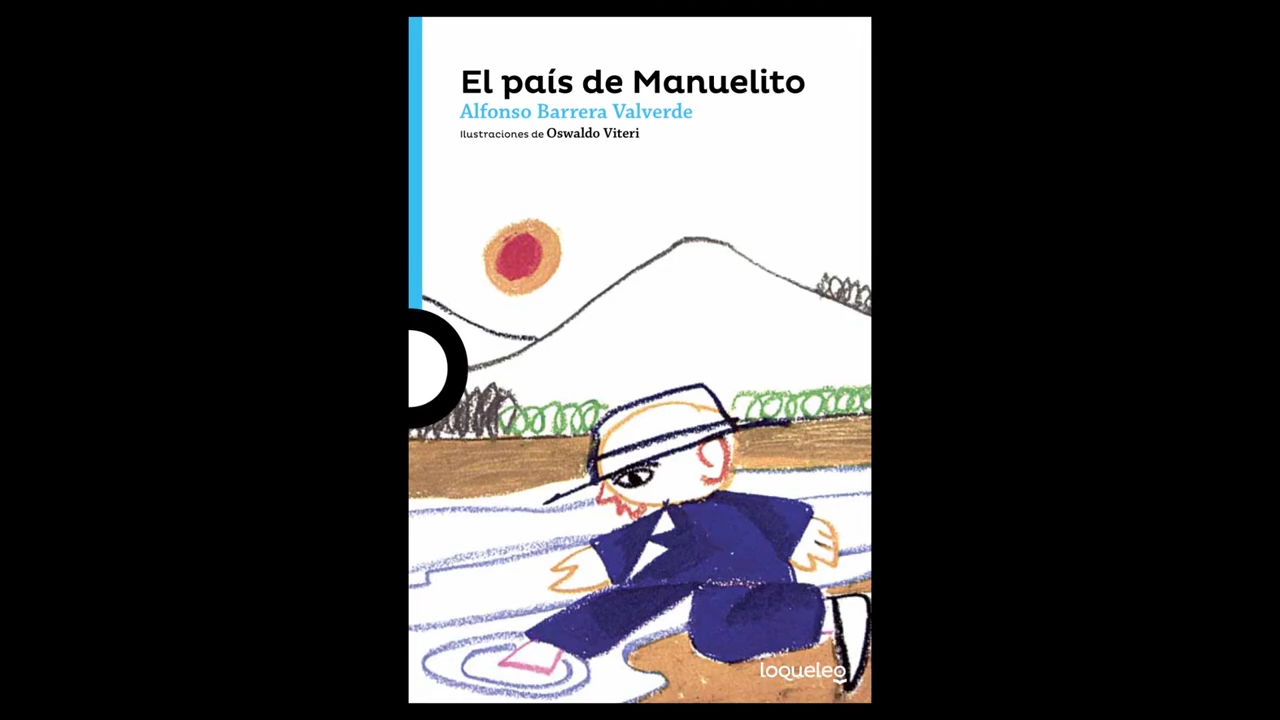 El país de Manuelito
Alfonso Barrera Valverde
Ilustraciones de Oswaldo Viteri
loqueleo